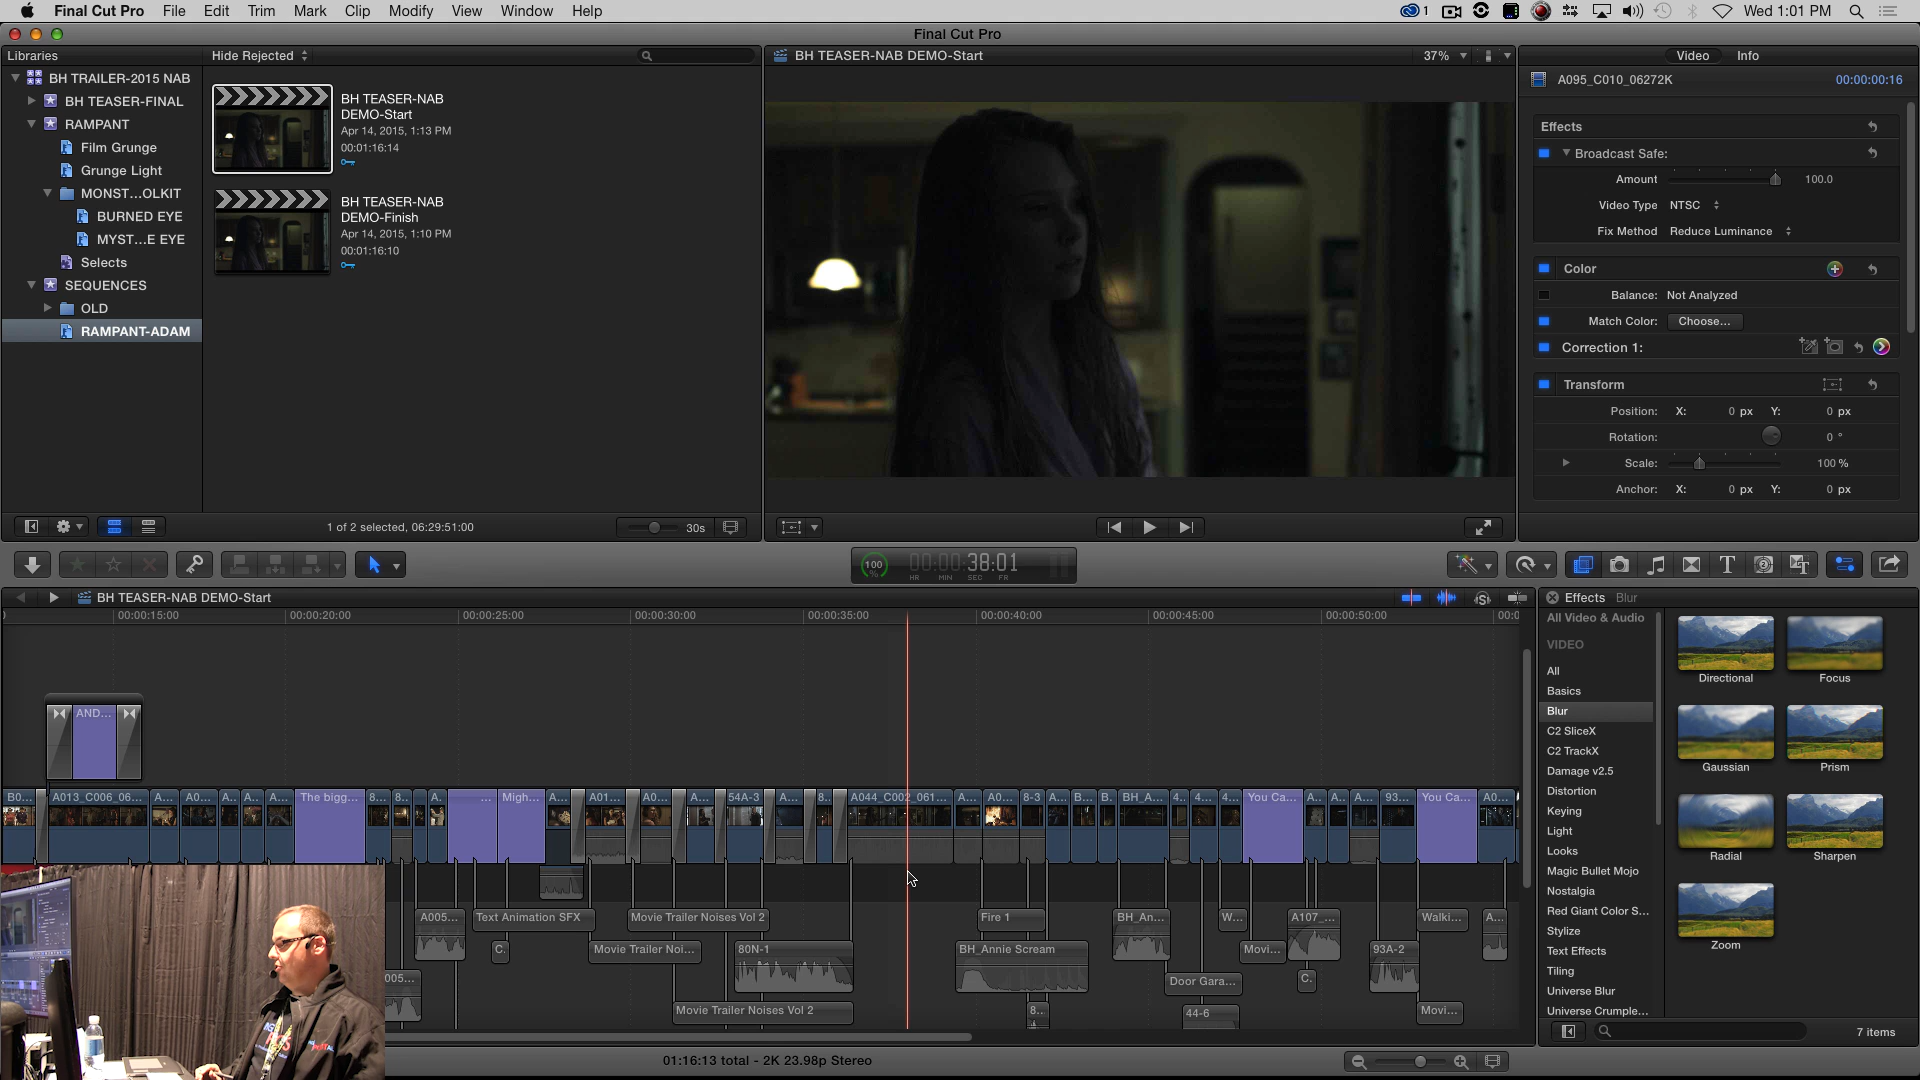 Final Cut Pro File Edit Trim Mark Clip Modify View Window Help
1 Wed 1:01 PM
Final Cut Pro
Libraries
Hide Rejected
BH TEASER-NAB DEMO-Start
37%
Video Info
BH TRAILER-2015 NAB
BH TEASER-FINAL
RAMPANT
Film Grunge
Grunge Light
MONST...OLKIT
BURNED EYE
MYST...E EYE
Selects
SEQUENCES
OLD
RAMPANT-ADAM
BH TEASER-NAB
DEMO-Start
Apr 14, 2015, 1:13 PM
00:01:16:14
BH TEASER-NAB
DEMO-Finish
Apr 14, 2015, 1:10 PM
00:01:16:10
1 of 2 selected, 06:29:51:00
30s
A095_C010_06272K 00:00:00:16
Effects
Broadcast Safe:
Amount 100.0
Video Type NTSC
Fix Method Reduce Luminance
Color
Balance: Not Analyzed
Match Color: Choose...
Correction 1:
Transform
Position: X: 0 px Y: 0 px
Rotation: 0 °
Scale: 100 %
Anchor: X: 0 px Y: 0 px
100 % 00:00:38:01
HR MIN SEC FR
BH TEASER-NAB DEMO-Start
00:00:15:00 00:00:20:00 00:00:25:00 00:00:30:00 00:00:35:00 00:00:40:00 00:00:45:00 00:00:50:00
AND...
B0... A013_C006_06... A... A0... A.. A.. A... The bigg... 8... 8.. A. ... Migh... A... A01... A0... A... 54A-3 A... 8.. A044_C002_061... A... A0... 8-3 A... B... B. BH_A... 4.. 4... 4.. You Ca... A.. A.. A... 93... You Ca... A0...
A005... Text Animation SFX Movie Trailer Noises Vol 2 Fire 1 BH_An... W... A107_... Walki... A...
C. Movie Trailer Noi... 80N-1 BH_Annie Scream Movi... 93A-2
005... Door Gara... C.
Movie Trailer Noises Vol 2 8.. 44-6 Movi...
01:16:13 total - 2K 23.98p Stereo
Effects Blur
All Video & Audio
VIDEO
All
Basics
Blur
C2 SliceX
C2 TrackX
Damage v2.5
Distortion
Keying
Light
Looks
Magic Bullet Mojo
Nostalgia
Red Giant Color S...
Stylize
Text Effects
Tiling
Universe Blur
Universe Crumple...
Directional Focus
Gaussian Prism
Radial Sharpen
Zoom
7 items